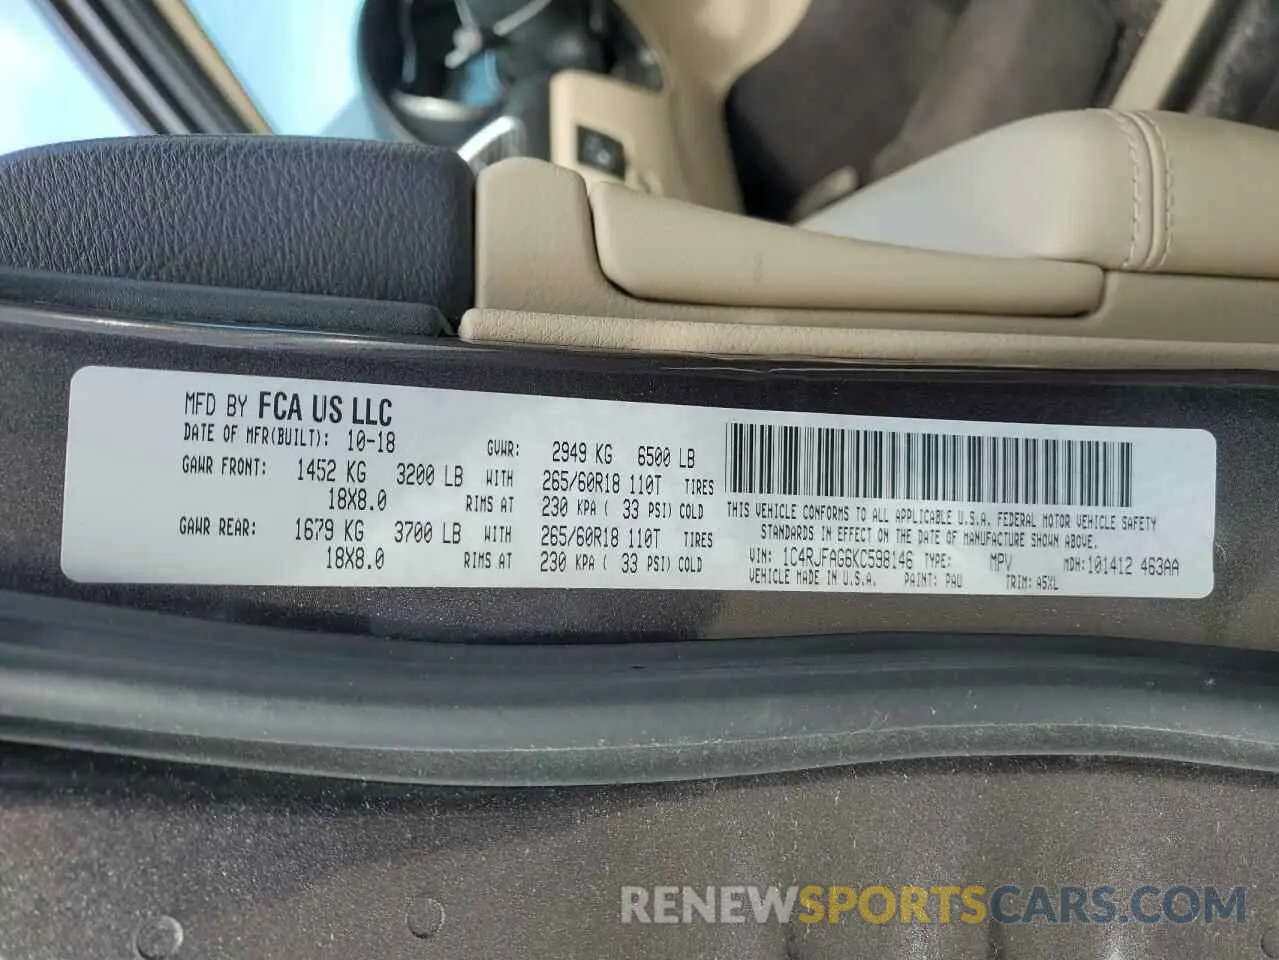 MFD BY FCA US LLC
DATE OF MFR(BUILT): 10-18 GVWR: 2949 KG 6500 LB
GAWR FRONT: 1452 KG 3200 LB WITH 265/60R18 110T TIRES
18X8.0 RIMS AT 230 KPA ( 33 PSI) COLD
GAWR REAR: 1679 KG 3700 LB WITH 265/60R18 110T TIRES
18X8.0 RIMS AT 230 KPA ( 33 PSI) COLD
THIS VEHICLE CONFORMS TO ALL APPLICABLE U.S.A. FEDERAL MOTOR VEHICLE SAFETY
STANDARDS IN EFFECT ON THE DATE OF MANUFACTURE SHOWN ABOVE.
VIN: 1C4RJFAG6KC598146 TYPE: MPV MDH:101412 463AA
VEHICLE MADE IN U.S.A. PAINT: PAU TRIM: A5XL
RENEWSPORTSCARS.COM